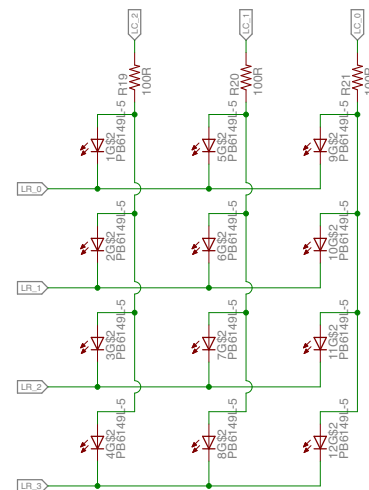 LC_2
LC_1
LC_0
R19
100R
R20
100R
R21
100R
1G$2
PB6149L-5
5G$2
PB6149L-5
9G$2
PB6149L-5
LR_0
2G$2
PB6149L-5
6G$2
PB6149L-5
10G$2
PB6149L-5
LR_1
3G$2
PB6149L-5
7G$2
PB6149L-5
11G$2
PB6149L-5
LR_2
4G$2
PB6149L-5
8G$2
PB6149L-5
12G$2
PB6149L-5
LR_3